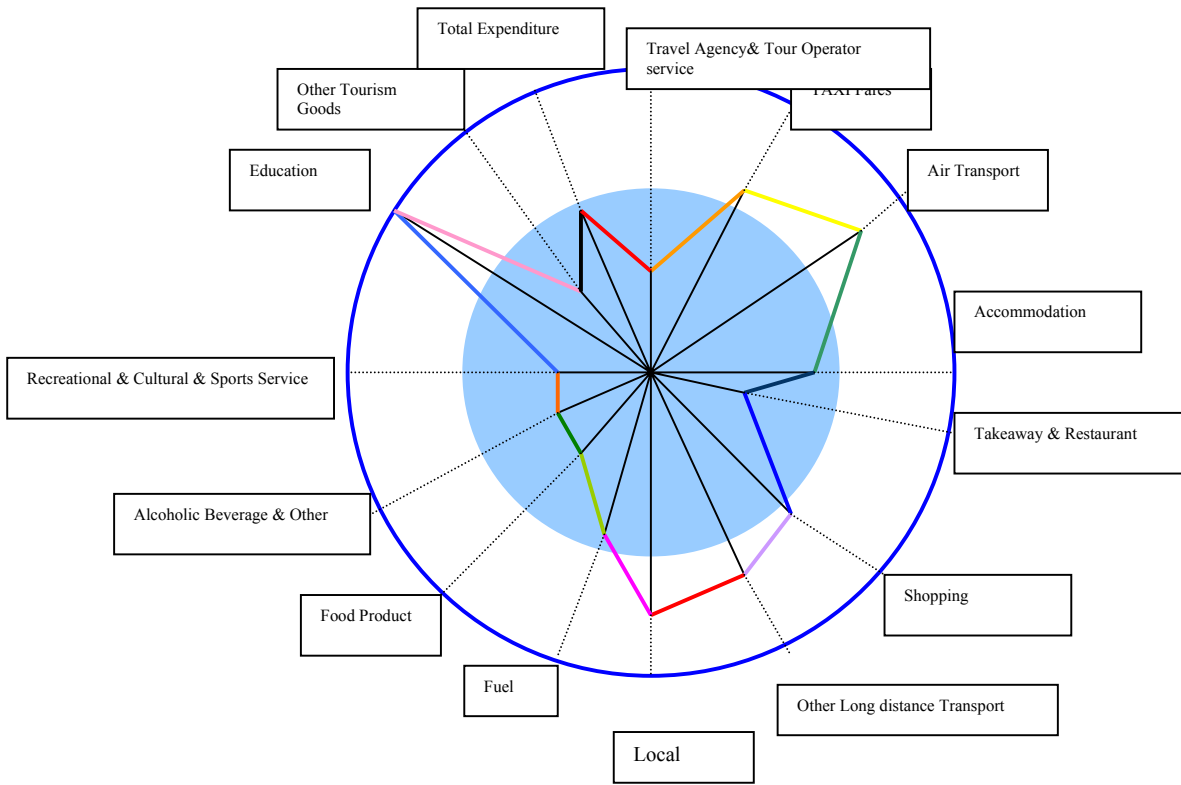 Total Expenditure
Travel Agency& Tour Operator
service
Other Tourism
Goods
Education
Air Transport
Accommodation
Recreational & Cultural & Sports Service
Takeaway & Restaurant
Alcoholic Beverage & Other
Shopping
Food Product
Fuel
Other Long distance Transport
Local